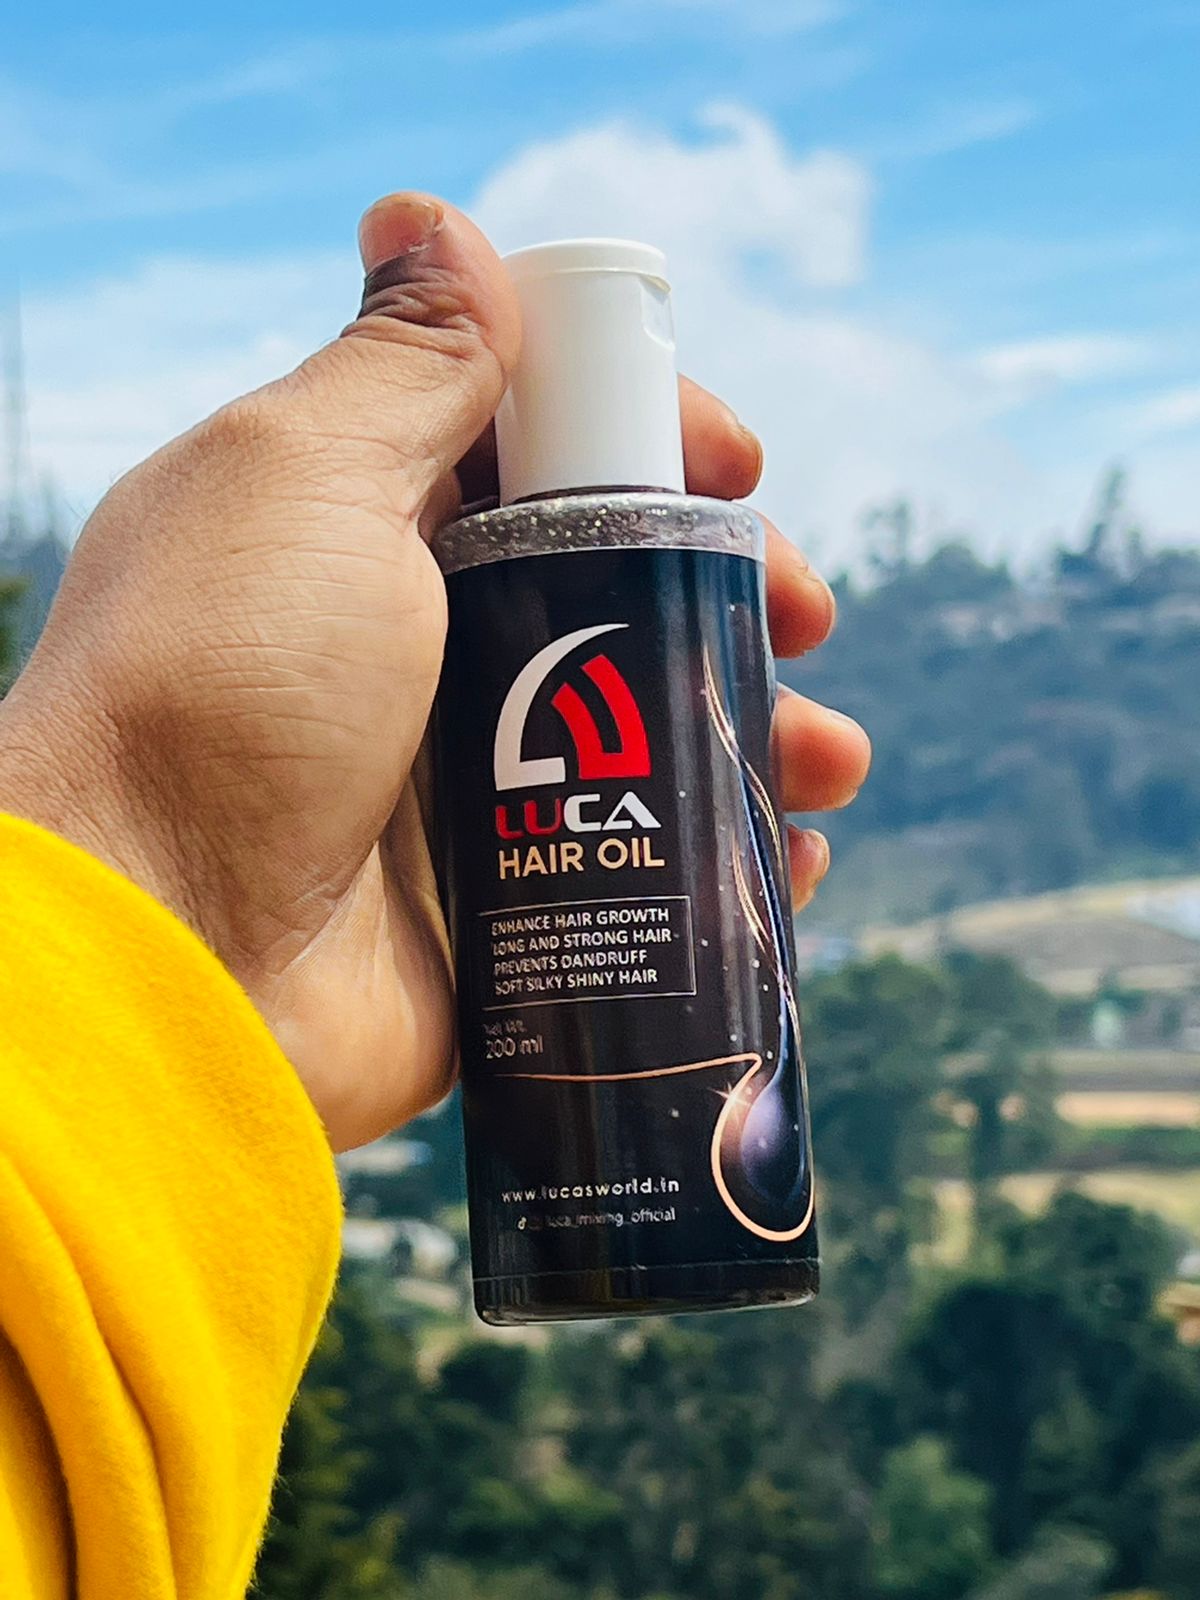 LUCA
HAIR OIL
ENHANCE HAIR GROWTH
LONG AND STRONG HAIR
PREVENTS DANDRUFF
SOFT SILKY SHINY HAIR
200 ml
www.lucasworld.in
official